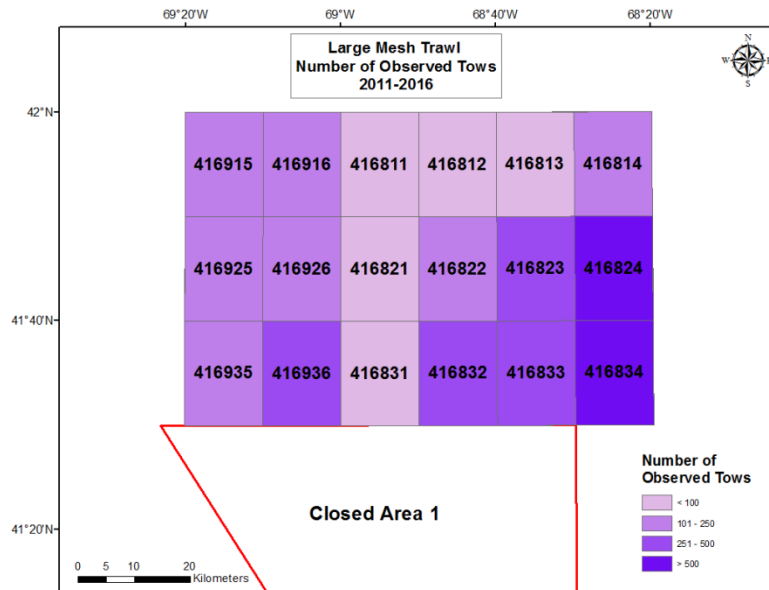 69°20'W 69°0'W 68°40'W 68°20'W
Large Mesh Trawl
Number of Observed Tows
2011-2016
N
W E
S
42°N
416915 416916 416811 416812 416813 416814
416925 416926 416821 416822 416823 416824
41°40'N
416935 416936 416831 416832 416833 416834
Number of
Observed Tows
< 100
101 - 250
251 - 500
> 500
Closed Area 1
41°20'N
0 5 10 20
Kilometers